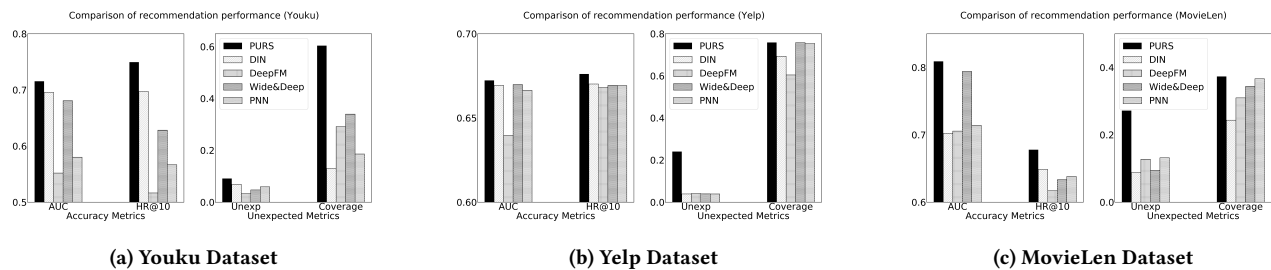 Comparison of recommendation performance (Youku)
0.8
0.7
0.6
0.5
AUC
HR@10
Accuracy Metrics
0.6
0.4
0.2
0.0
PURS
DIN
DeepFM
Wide&Deep
PNN
Unexp
Coverage
Unexpected Metrics
(a) Youku Dataset
Comparison of recommendation performance (Yelp)
0.70
0.65
0.60
AUC
HR@10
Accuracy Metrics
0.8
0.6
0.4
0.2
0.0
PURS
DIN
DeepFM
Wide&Deep
PNN
Unexp
Coverage
Unexpected Metrics
(b) Yelp Dataset
Comparison of recommendation performance (MovieLen)
0.8
0.7
0.6
AUC
HR@10
Accuracy Metrics
0.4
0.2
0.0
PURS
DIN
DeepFM
Wide&Deep
PNN
Unexp
Coverage
Unexpected Metrics
(c) MovieLen Dataset